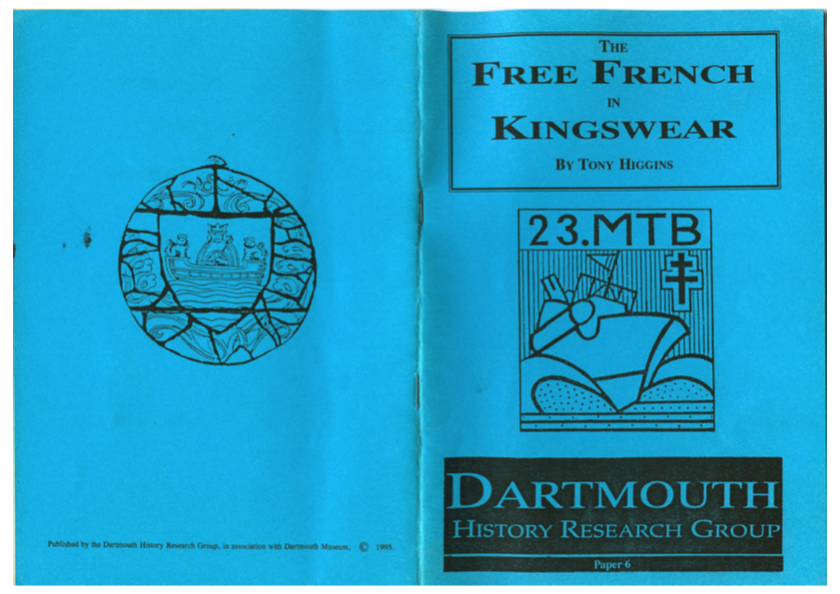 THE
FREE FRENCH
IN
KINGSWEAR
BY TONY HIGGINS
23.MTB
DARTMOUTH
HISTORY RESEARCH GROUP
Paper 6
Published by the Dartmouth History Research Group, in association with Dartmouth Museum. © 1993.